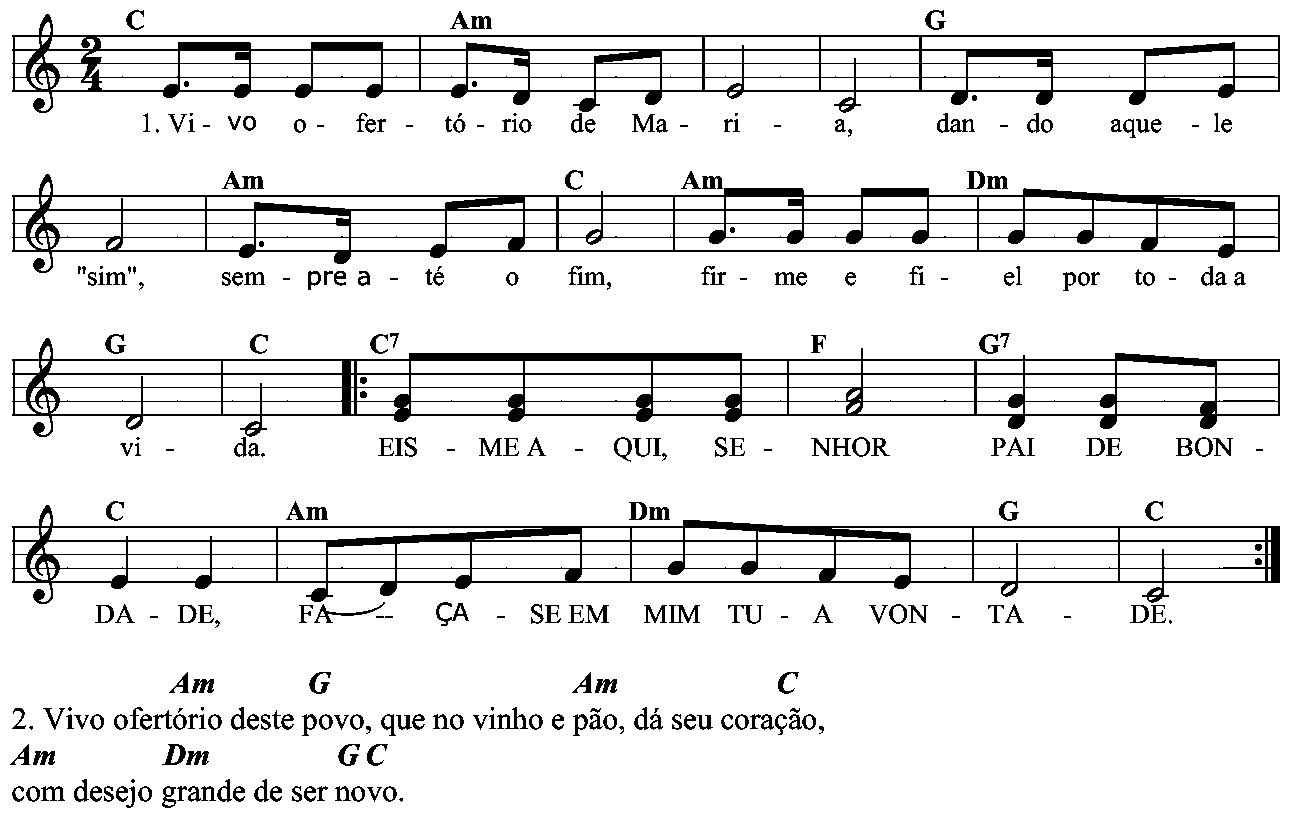 C Am G
2 4
1. Vi - vo o - fer - tó - rio de Ma - ri - a, dan - do aque - le
Am C Am Dm
"sim", sem - pre a - té o fim, fir - me e fi - el por to - da a
G C C7 F G7
vi - da. EIS - ME A - QUI, SE - NHOR PAI DE BON -
C Am Dm G C
DA - DE, FA -- ÇA - SE EM MIM TU - A VON - TA - DE.
Am G Am C
2. Vivo ofertório deste povo, que no vinho e pão, dá seu coração,
Am Dm G C
com desejo grande de ser novo.